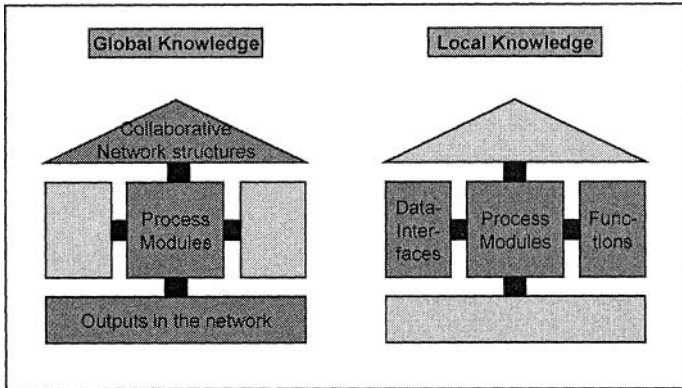 Global Knowledge
Local Knowledge
Collaborative
Network structures
Process
Modules
Data-
Inter-
faces
Process
Modules
Func-
tions
Outputs in the network